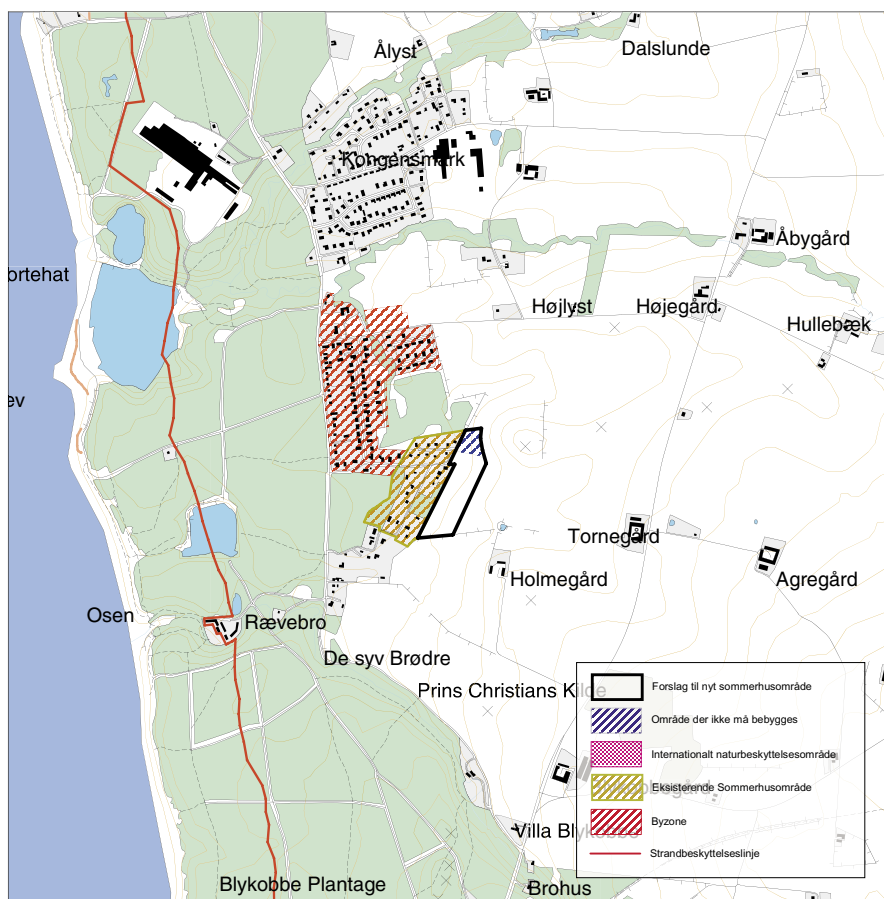 Ålyst
Dalslunde
Kongensmark
Åbygård
ortehat
Højlyst
Højegård
Hullebæk
ev
Tornegård
Holmegård
Agregård
Osen
Rævebro
De syv Brødre
Prins Christians Kilde
Forslag til nyt sommerhusområde
Område der ikke må bebygges
Internationalt naturbeskyttelsesområde
Eksisterende Sommerhusområde
Byzone
Villa Blykobbe
Strandbeskyttelseslinje
Blykobbe Plantage
Brohus